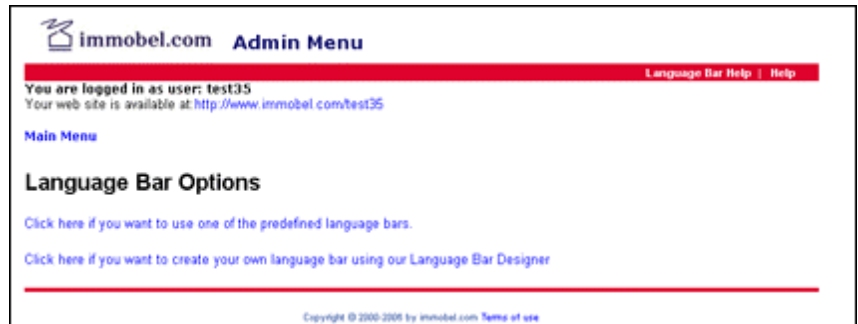 immobel.com Admin Menu
Language Bar Help | Help
You are logged in as user: test35
Your web site is available at:http://www.immobel.com/test35
Main Menu
Language Bar Options
Click here if you want to use one of the predefined language bars.
Click here if you want to create your own language bar using our Language Bar Designer
Copyright © 2000-2006 by immobel.com Terms of use